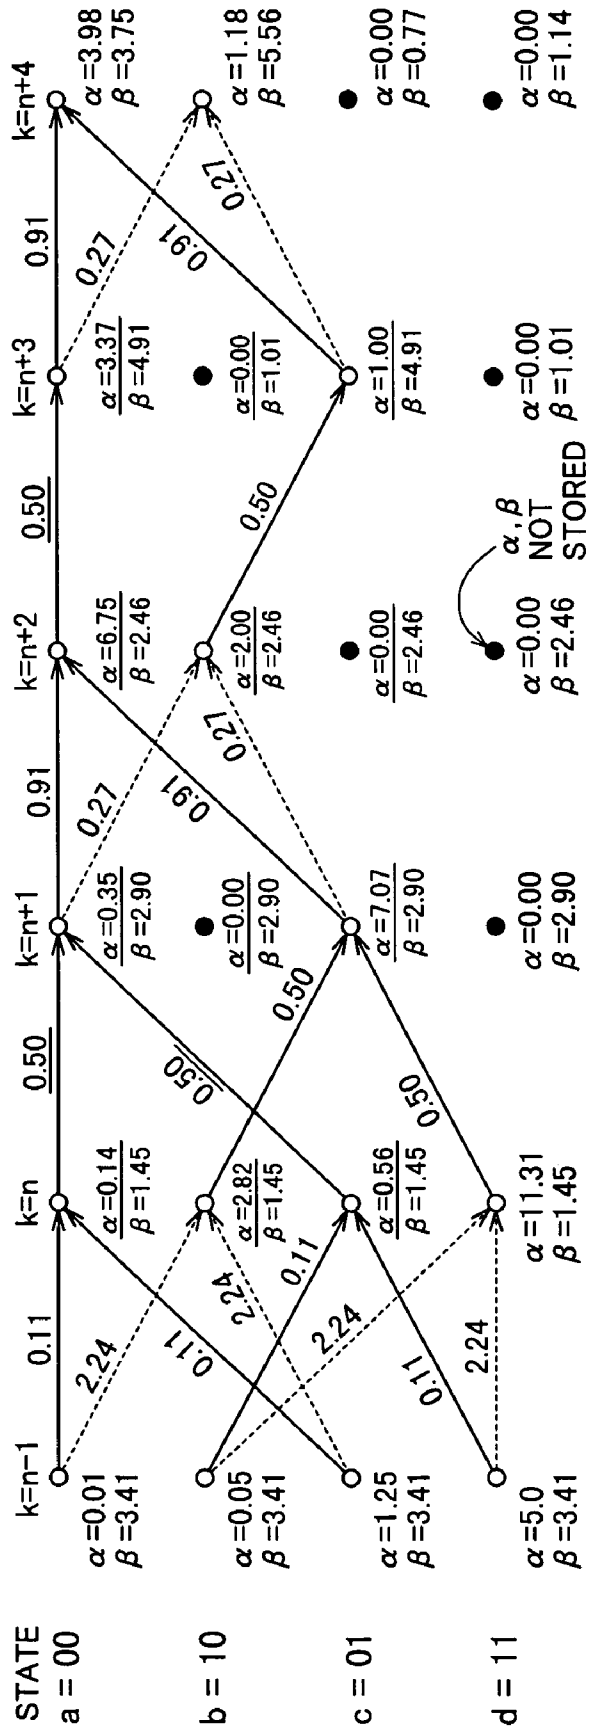 STATE
k=n−1
k=n
k=n+1
k=n+2
k=n+3
k=n+4
a = 00
0.11
0.50
0.91
0.50
0.91
α=0.01
β=3.41
α=0.14
β=1.45
α=0.35
β=2.90
α=6.75
β=2.46
α=3.37
β=4.91
α=3.98
β=3.75
2.24
0.11
0.50
0.27
0.91
0.27
0.91
b = 10
α=0.05
β=3.41
α=2.82
β=1.45
α=0.00
β=2.90
α=2.00
β=2.46
α=0.00
β=1.01
α=1.18
β=5.56
2.24
0.11
0.50
0.27
0.50
0.27
c = 01
α=1.25
β=3.41
α=0.56
β=1.45
α=7.07
β=2.90
α=0.00
β=2.46
α=1.00
β=4.91
α=0.00
β=0.77
2.24
0.11
0.50
2.24
d = 11
α=5.0
β=3.41
α=11.31
β=1.45
α=0.00
β=2.90
α=0.00
β=2.46
α,β
NOT
STORED
α=0.00
β=1.01
α=0.00
β=1.14